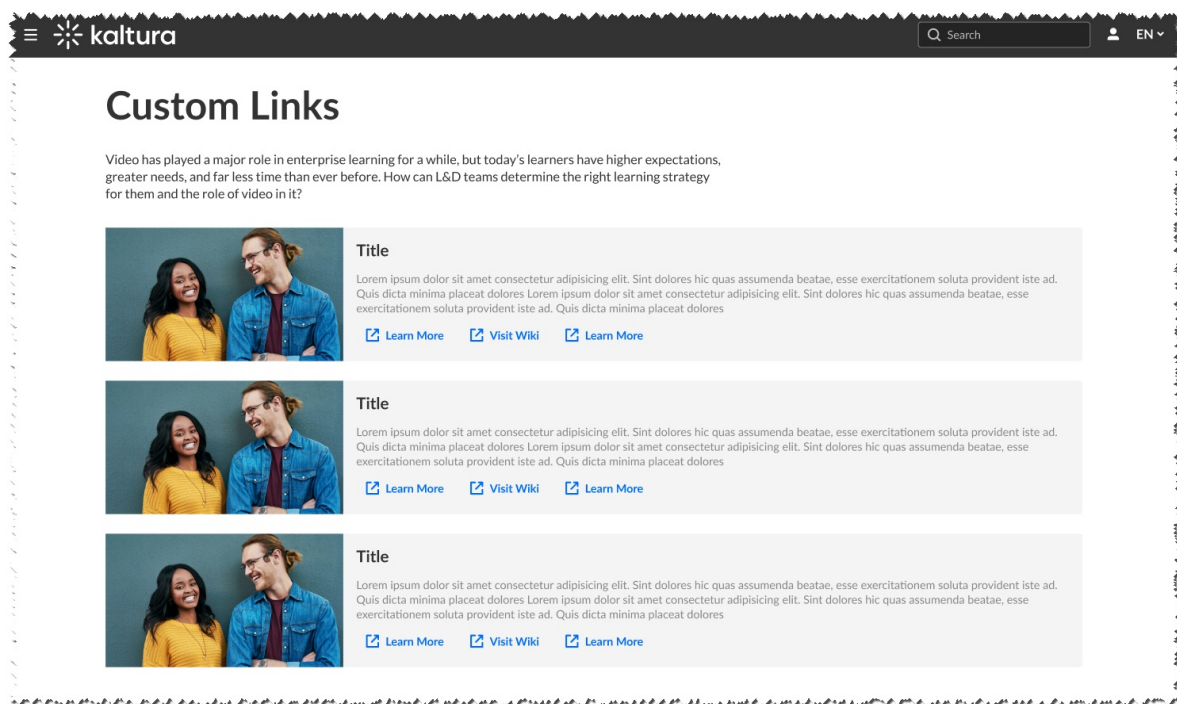 kaltura
Search
EN
Custom Links
Video has played a major role in enterprise learning for a while, but today's learners have higher expectations,
greater needs, and far less time than ever before. How can L&D teams determine the right learning strategy
for them and the role of video in it?
Title
Lorem ipsum dolor sit amet consectetur adipisicing elit. Sint dolores hic quas assumenda beatae, esse exercitationem soluta provident iste ad.
Quis dicta minima placeat dolores Lorem ipsum dolor sit amet consectetur adipisicing elit. Sint dolores hic quas assumenda beatae, esse
exercitationem soluta provident iste ad. Quis dicta minima placeat dolores
Learn More Visit Wiki Learn More
Title
Lorem ipsum dolor sit amet consectetur adipisicing elit. Sint dolores hic quas assumenda beatae, esse exercitationem soluta provident iste ad.
Quis dicta minima placeat dolores Lorem ipsum dolor sit amet consectetur adipisicing elit. Sint dolores hic quas assumenda beatae, esse
exercitationem soluta provident iste ad. Quis dicta minima placeat dolores
Learn More Visit Wiki Learn More
Title
Lorem ipsum dolor sit amet consectetur adipisicing elit. Sint dolores hic quas assumenda beatae, esse exercitationem soluta provident iste ad.
Quis dicta minima placeat dolores Lorem ipsum dolor sit amet consectetur adipisicing elit. Sint dolores hic quas assumenda beatae, esse
exercitationem soluta provident iste ad. Quis dicta minima placeat dolores
Learn More Visit Wiki Learn More